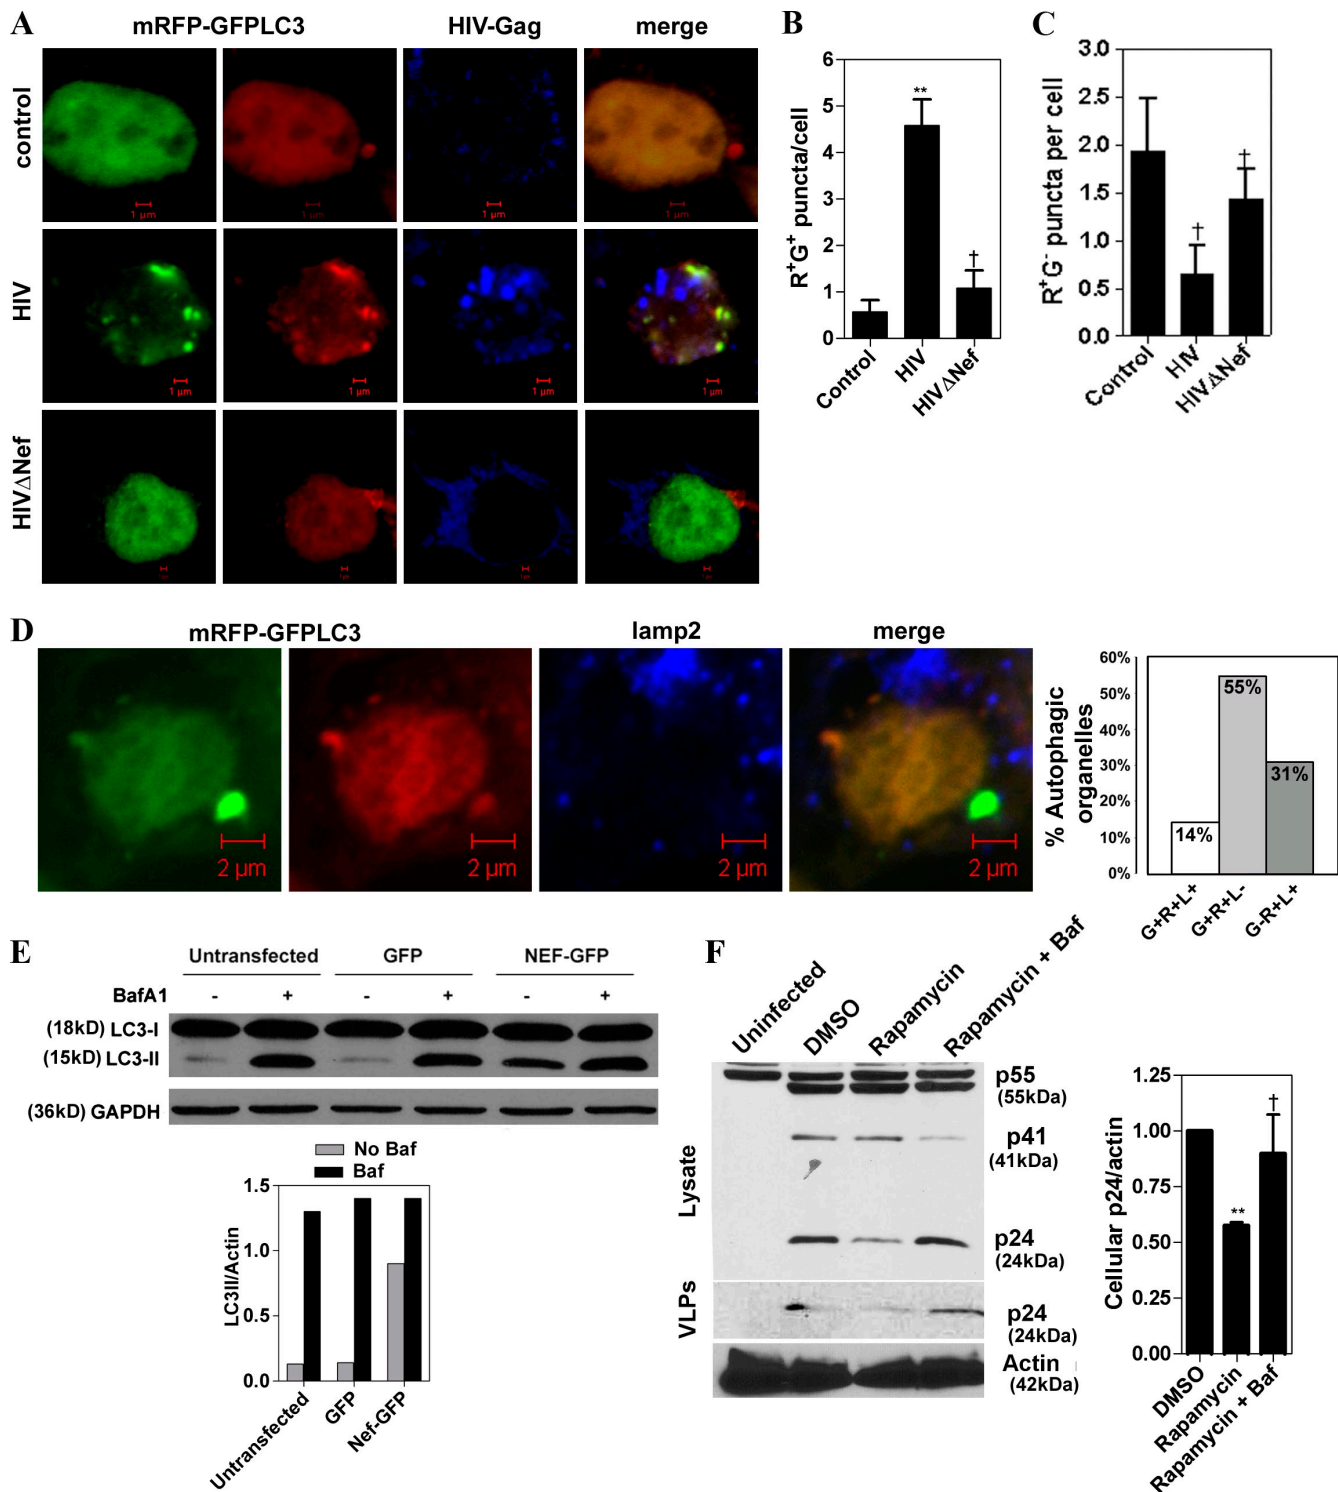 A
mRFP-GFPLC3
HIV-Gag
merge
control
1 µm
1 µm
1 µm
HIV
1 µm
1 µm
1 µm
1 µm
HIVΔNef
B
R⁺G⁺ puncta/cell
6
5
4
3
2
1
0
**
†
Control
HIV
HIVΔNef
C
R⁺G⁻ puncta per cell
3.0
2.5
2.0
1.5
1.0
0.5
0.0
†
†
Control
HIV
HIVΔNef
D
mRFP-GFPLC3
lamp2
merge
2 µm
2 µm
2 µm
2 µm
% Autophagic
organelles
60%
50%
40%
30%
20%
10%
0%
14%
55%
31%
G+R+L+
G+R+L-
G-R+L+
E
Untransfected
GFP
NEF-GFP
BafA1
- + - + - +
(18kD) LC3-I
(15kD) LC3-II
(36kD) GAPDH
No Baf
Baf
LC3II/Actin
1.5
1.0
0.5
0.0
Untransfected
GFP
Nef-GFP
F
Uninfected
DMSO
Rapamycin
Rapamycin + Baf
Lysate
VLPs
p55
(55kDa)
p41
(41kDa)
p24
(24kDa)
p24
(24kDa)
Actin
(42kDa)
Cellular p24/actin
1.25
1.00
0.75
0.50
0.25
0.00
**
†
DMSO
Rapamycin
Rapamycin + Baf